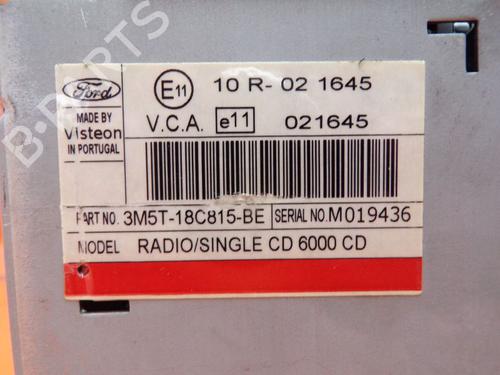 B-PARTS
Ford
E11
10 R- 02 1645
MADE BY
Visteon
IN PORTUGAL
V.C.A.
e11
021645
PART NO. 3M5T-18C815-BE
SERIAL NO. M019436
MODEL RADIO/SINGLE CD 6000 CD